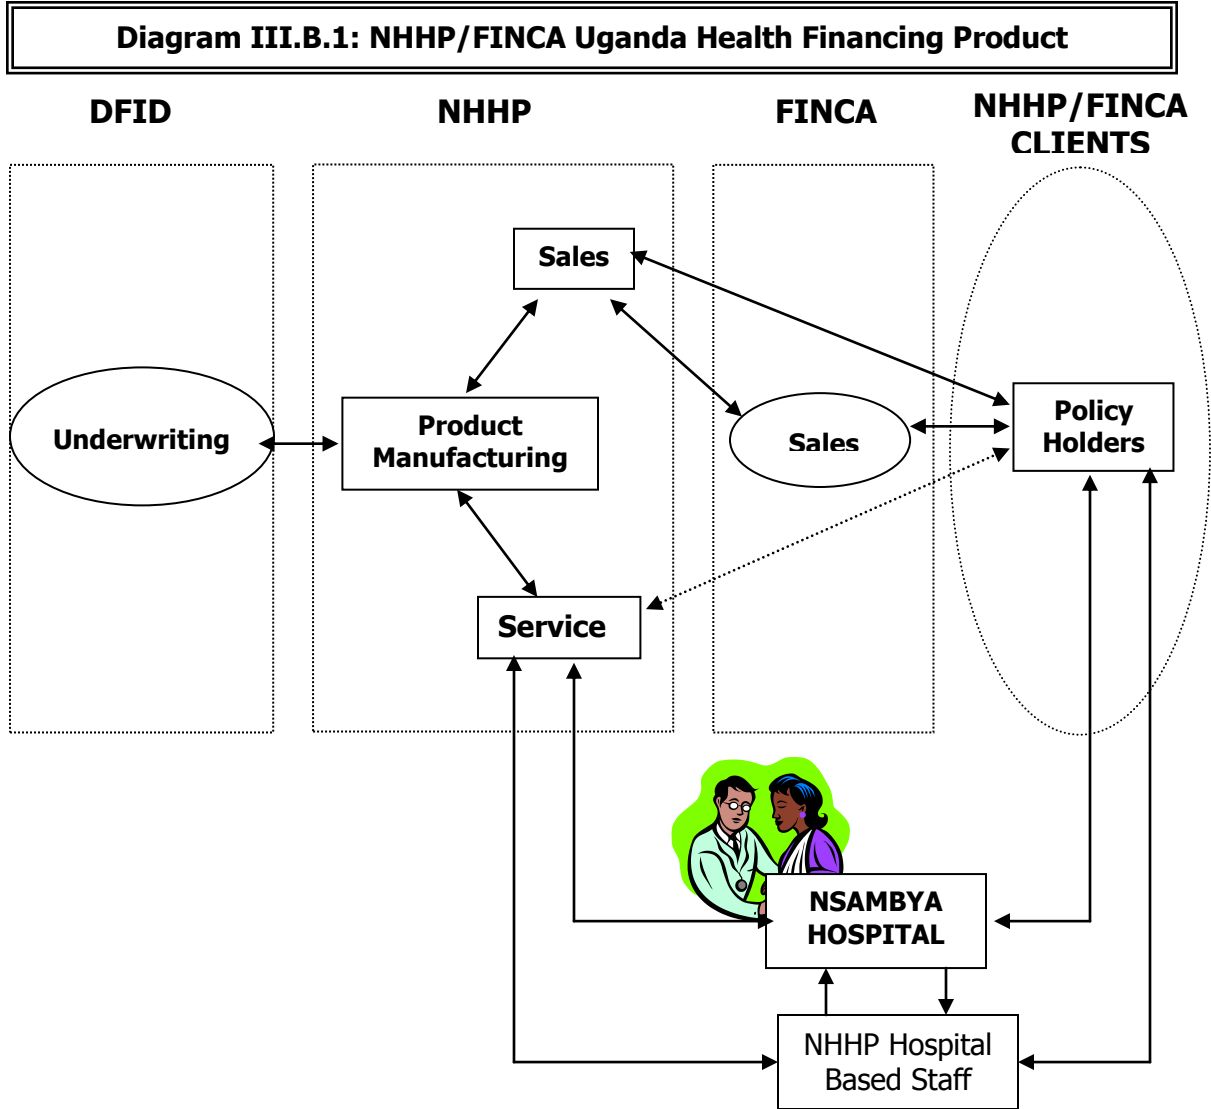 Diagram III.B.1: NHHP/FINCA Uganda Health Financing Product
DFID
NHHP
FINCA
NHHP/FINCA
CLIENTS
Sales
Underwriting
Product
Manufacturing
Sales
Policy
Holders
Service
NSAMBYA
HOSPITAL
NHHP Hospital
Based Staff